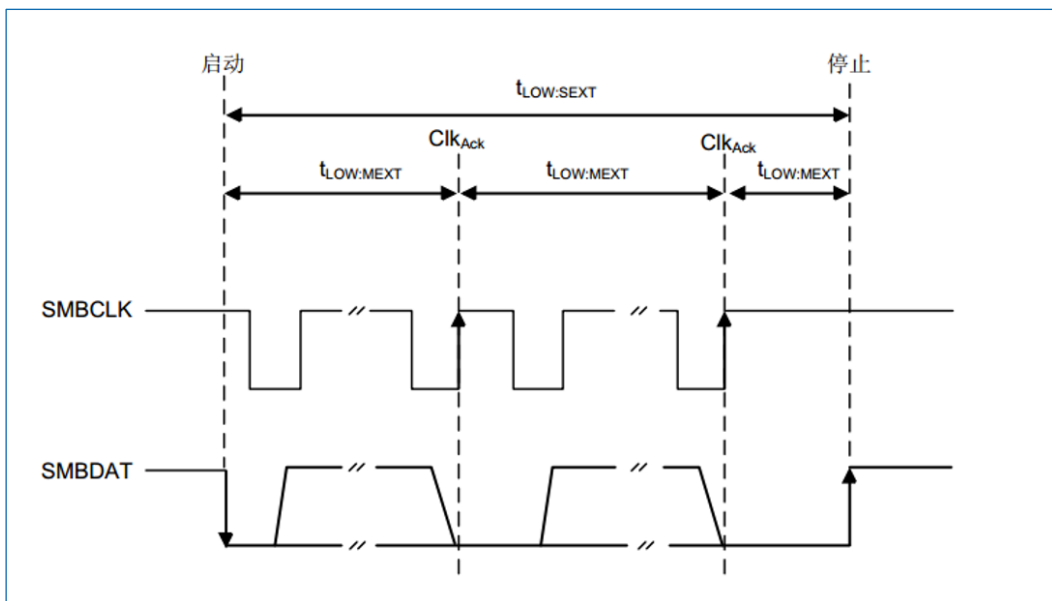 启动
停止
tLOW:SEXT
ClkAck
ClkAck
tLOW:MEXT
tLOW:MEXT
tLOW:MEXT
SMBCLK
SMBDAT